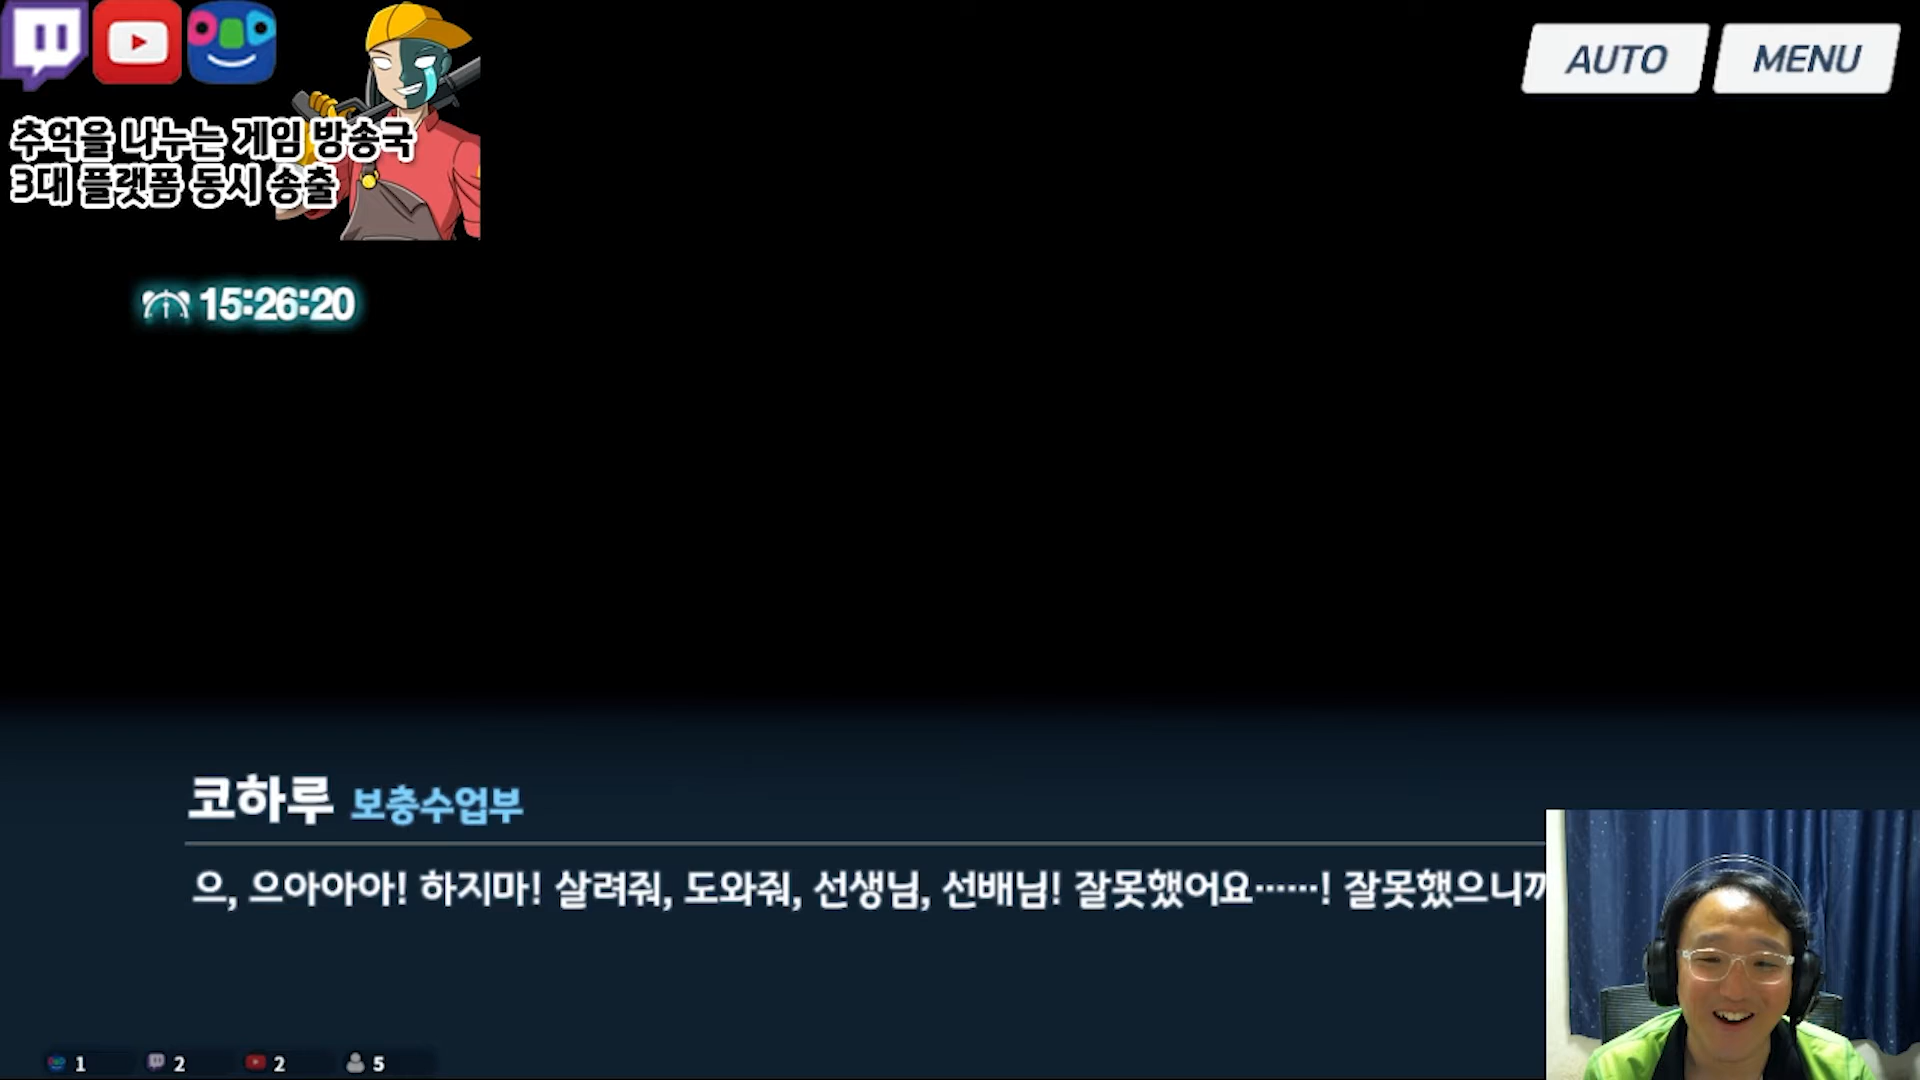 AUTO
MENU
추억을 나누는 게임 방송국
3대 플랫폼 동시 송출
15:26:20
코하루 보충수업부
으, 으아아아! 하지마! 살려줘, 도와줘, 선생님, 선배님! 잘못했어요……! 잘못했으니까
1 2 2 5